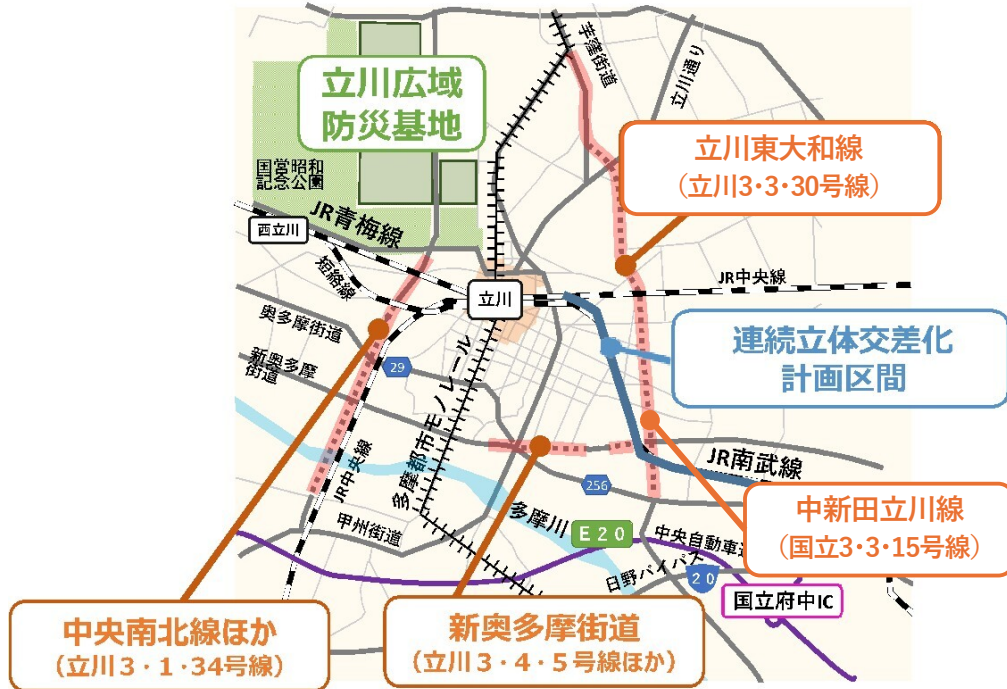 芋窪街道
立川通り
立川広域
防災基地
国営昭和
記念公園
立川東大和線
(立川3・3・30号線)
JR青梅線
西立川
短絡線
立川
JR中央線
奥多摩街道
新奥多摩
街道
29
連続立体交差化
計画区間
多摩都市モノレール
JR中央線
JR南武線
256
甲州街道
多摩川
E20
中央自動車道
中新田立川線
(国立3・3・15号線)
日野バイパス
20
国立府中IC
中央南北線ほか
(立川3・1・34号線)
新奥多摩街道
(立川3・4・5号線ほか)